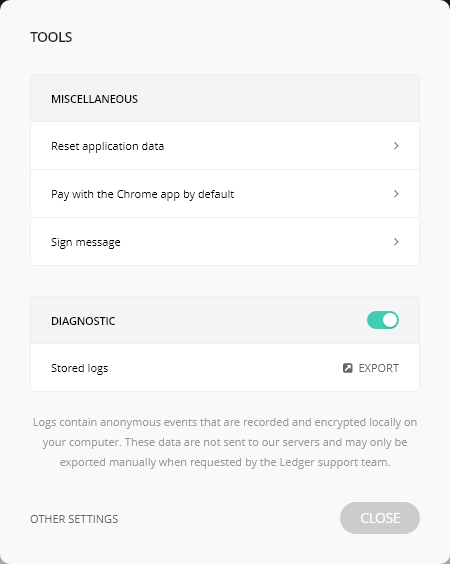 TOOLS
MISCELLANEOUS
Reset application data
Pay with the Chrome app by default
Sign message
DIAGNOSTIC
Stored logs EXPORT
Logs contain anonymous events that are recorded and encrypted locally on
your computer. These data are not sent to our servers and may only be
exported manually when requested by the Ledger support team.
OTHER SETTINGS CLOSE